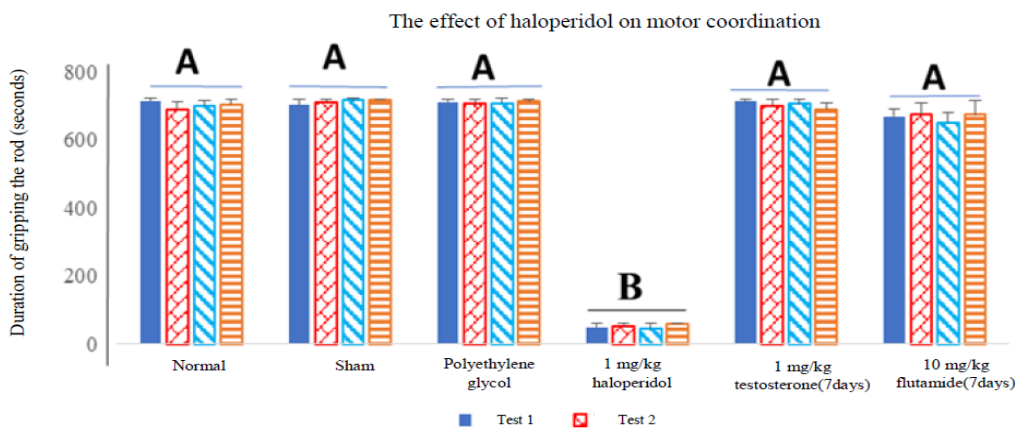 The effect of haloperidol on motor coordination
Duration of gripping the rod (seconds)
800
600
400
200
0
A
A
A
B
A
A
Normal
Sham
Polyethylene
glycol
1 mg/kg
haloperidol
1 mg/kg
testosterone(7days)
10 mg/kg
flutamide(7days)
Test 1
Test 2